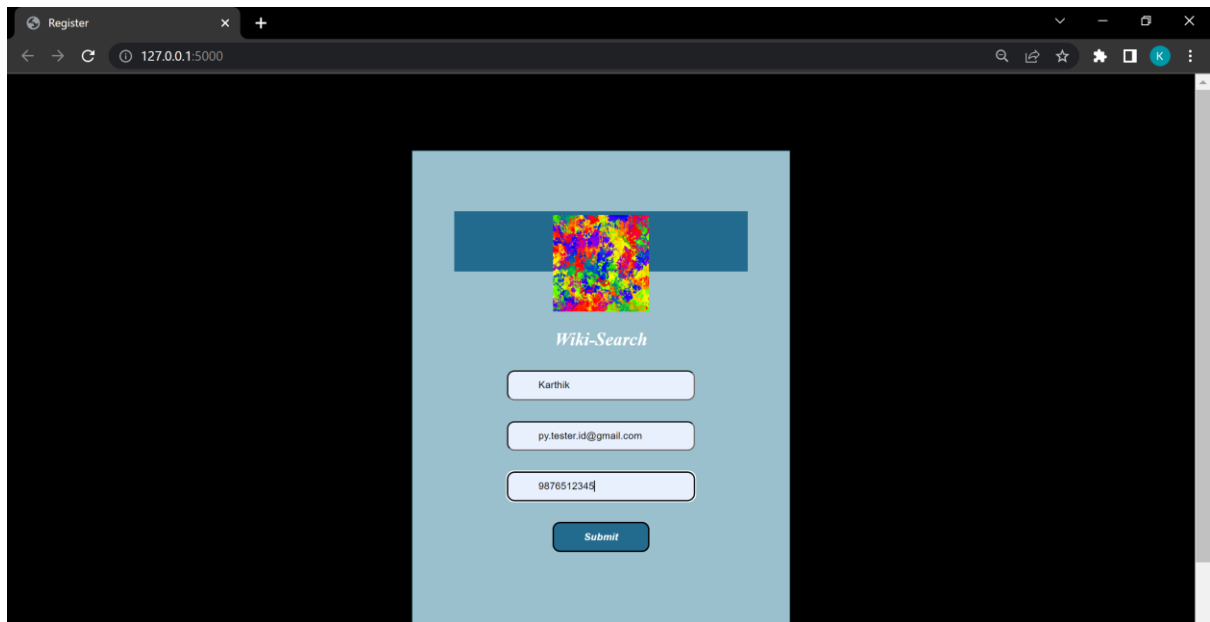 Register
127.0.0.1:5000
K
Wiki-Search
Karthik
py.tester.id@gmail.com
9876512345
Submit